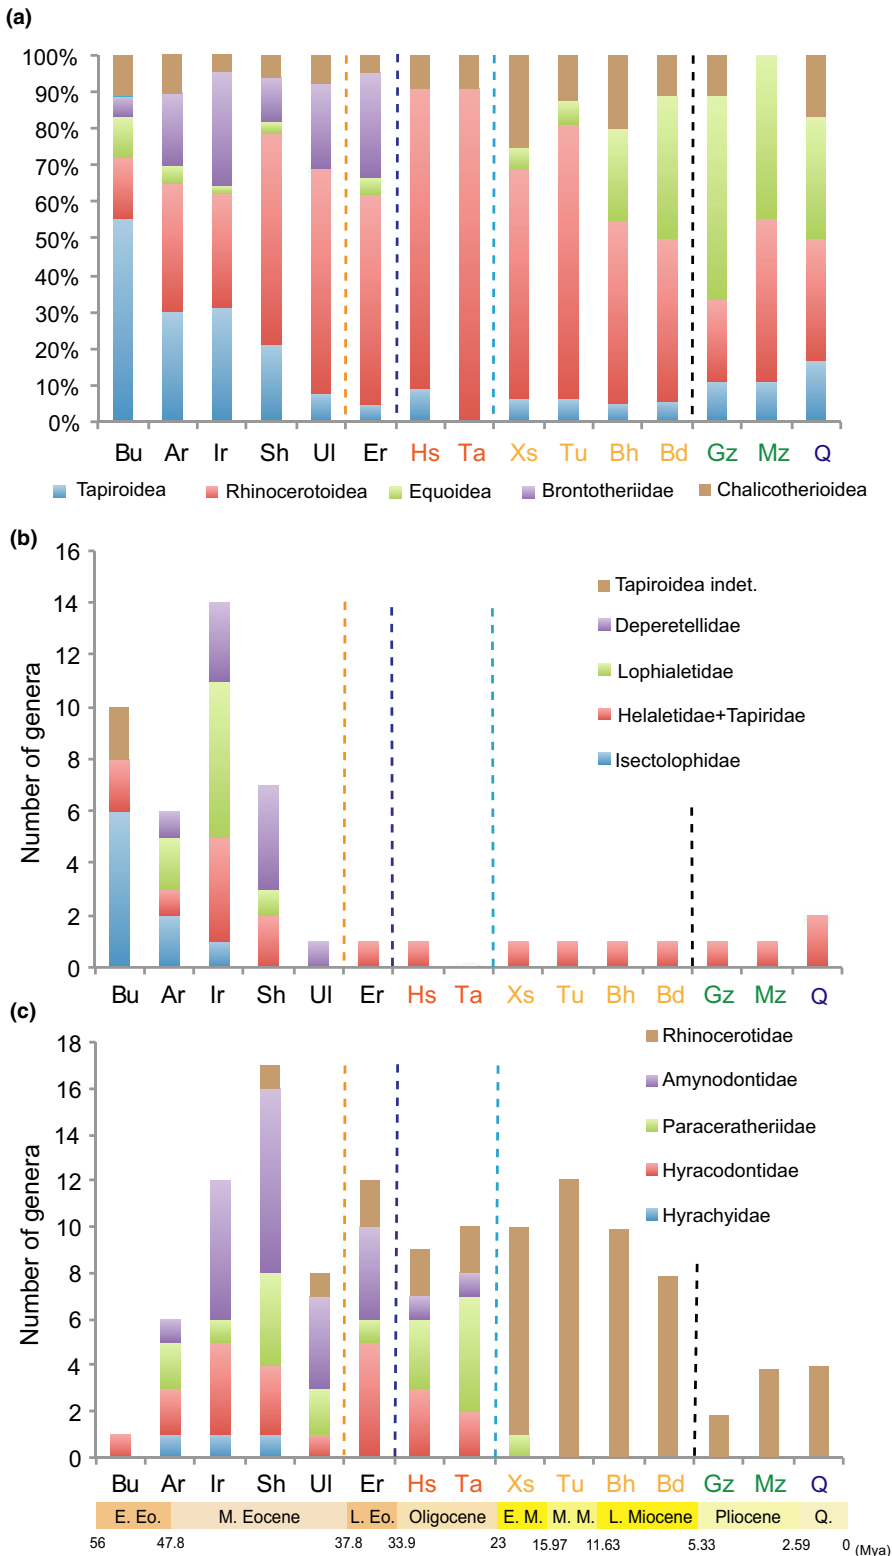 (a)
100%
90%
80%
70%
60%
50%
40%
30%
20%
10%
0%
Bu Ar Ir Sh Ul Er Hs Ta Xs Tu Bh Bd Gz Mz Q
Tapiroidea Rhinocerotoidea Equoidea Brontotheriidae Chalicotherioidea
(b)
Number of genera
16
14
12
10
8
6
4
2
0
Tapiroidea indet.
Deperetellidae
Lophialetidae
Helaletidae+Tapiridae
Isectolophidae
Bu Ar Ir Sh Ul Er Hs Ta Xs Tu Bh Bd Gz Mz Q
(c)
Number of genera
18
16
14
12
10
8
6
4
2
0
Rhinocerotidae
Amynodontidae
Paraceratheriidae
Hyracodontidae
Hyrachyidae
Bu Ar Ir Sh Ul Er Hs Ta Xs Tu Bh Bd Gz Mz Q
E. Eo. M. Eocene L. Eo. Oligocene E. M. M. M. L. Miocene Pliocene Q.
56 47.8 37.8 33.9 23 15.97 11.63 5.33 2.59 0 (Mya)